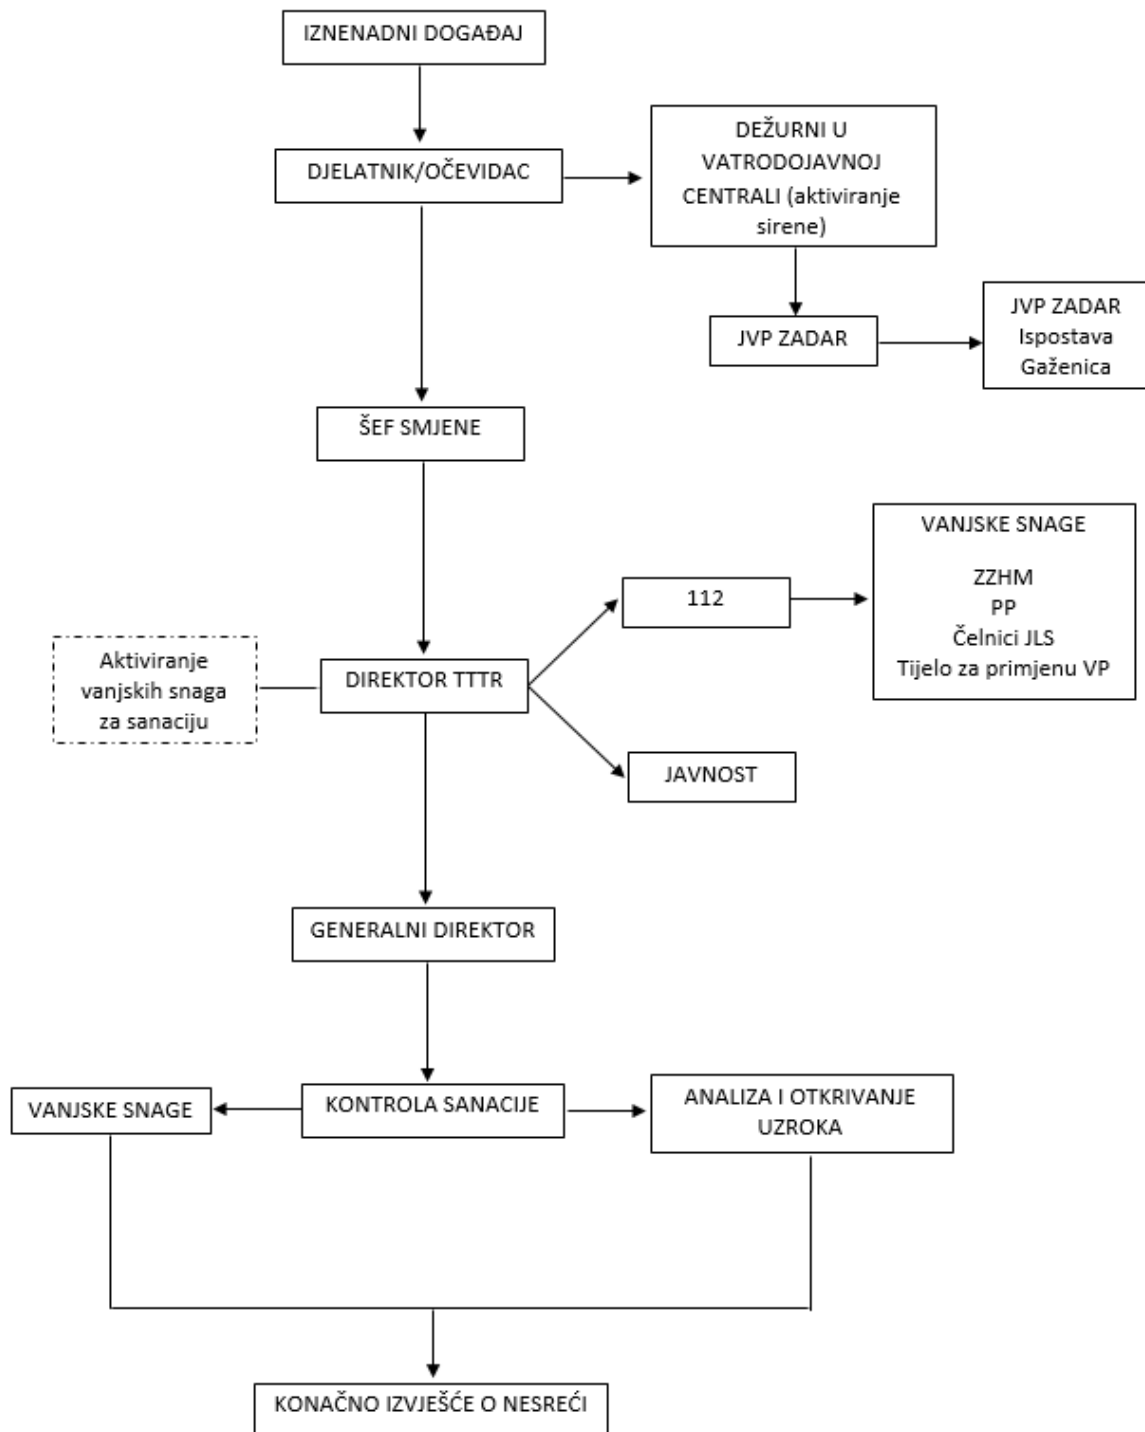 IZNENADNI DOGAĐAJ
DJELATNIK/OČEVIDAC
DEŽURNI U
VATRODOJAVNOJ
CENTRALI (aktiviranje
sirene)
JVP ZADAR
JVP ZADAR
Ispostava
Gaženica
ŠEF SMJENE
VANJSKE SNAGE
ZZHM
PP
Čelnici JLS
Tijelo za primjenu VP
112
Aktiviranje
vanjskih snaga
za sanaciju
DIREKTOR TTTR
JAVNOST
GENERALNI DIREKTOR
VANJSKE SNAGE
KONTROLA SANACIJE
ANALIZA I OTKRIVANJE
UZROKA
KONAČNO IZVJEŠĆE O NESREĆI